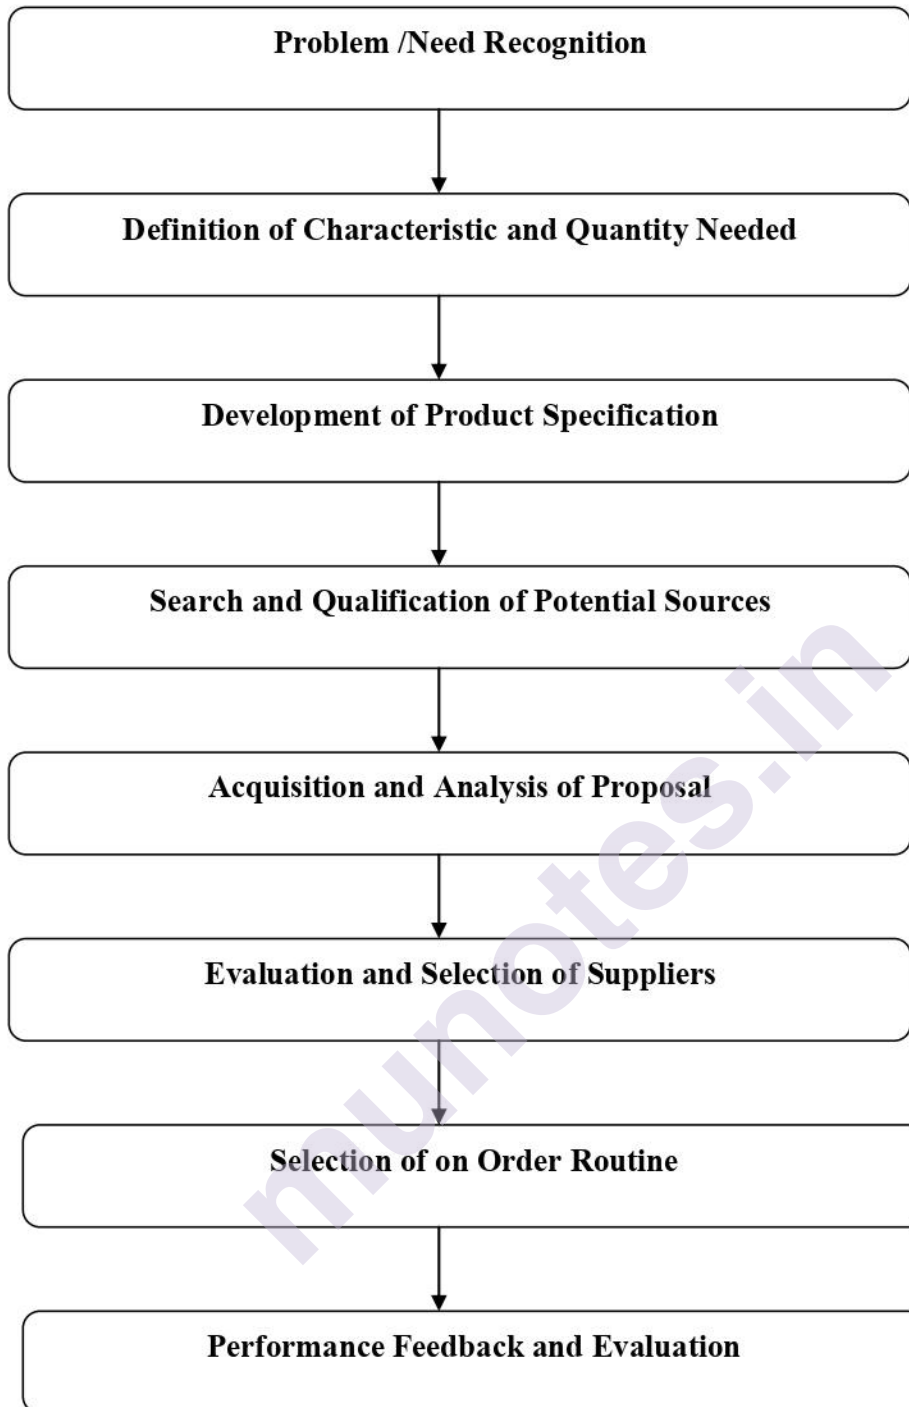 Problem /Need Recognition
Definition of Characteristic and Quantity Needed
Development of Product Specification
Search and Qualification of Potential Sources
Acquisition and Analysis of Proposal
Evaluation and Selection of Suppliers
Selection of on Order Routine
Performance Feedback and Evaluation
munotes.in